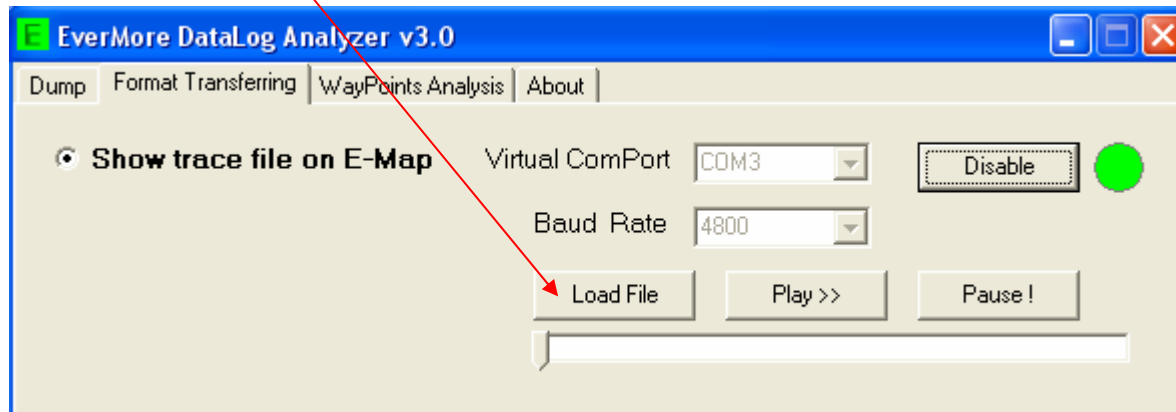 EverMore DataLog Analyzer v3.0
Dump Format Transferring WayPoints Analysis About
Show trace file on E-Map Virtual ComPort COM3 Disable
Baud Rate 4800
Load File Play >> Pause !